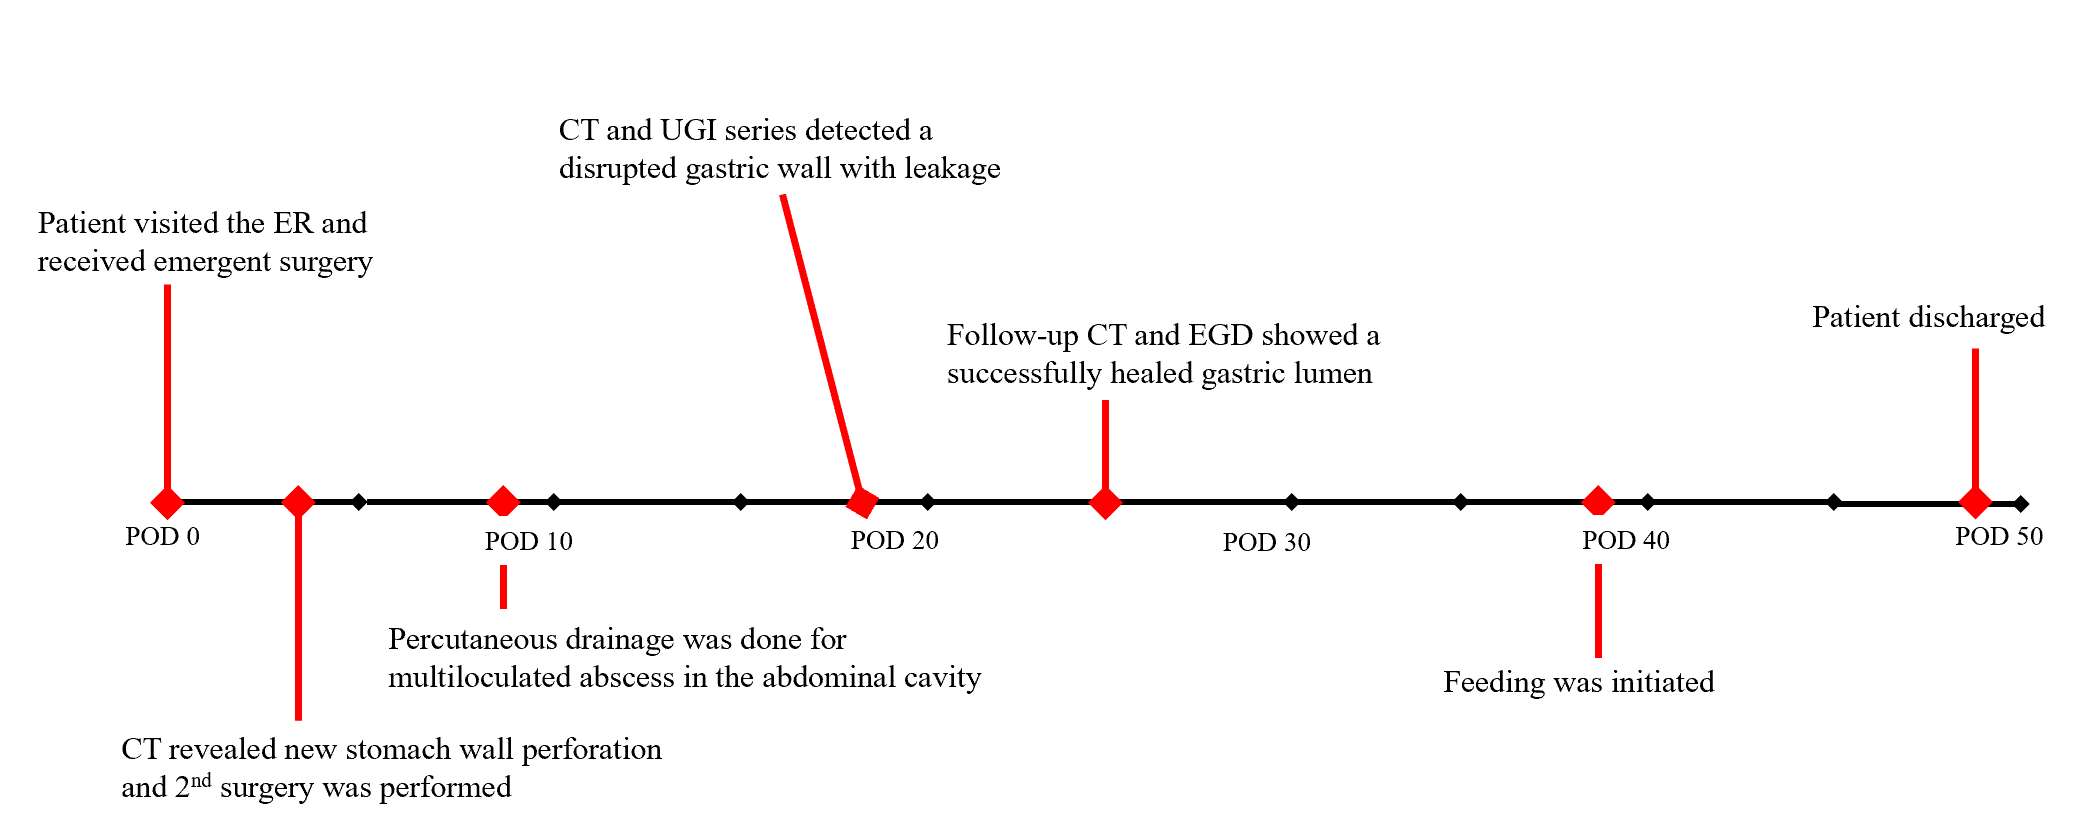 CT and UGI series detected a
disrupted gastric wall with leakage
Patient visited the ER and
received emergent surgery
Patient discharged
Follow-up CT and EGD showed a
successfully healed gastric lumen
POD 0
POD 10
POD 20
POD 30
POD 40
POD 50
Percutaneous drainage was done for
multiloculated abscess in the abdominal cavity
Feeding was initiated
CT revealed new stomach wall perforation
and 2nd surgery was performed